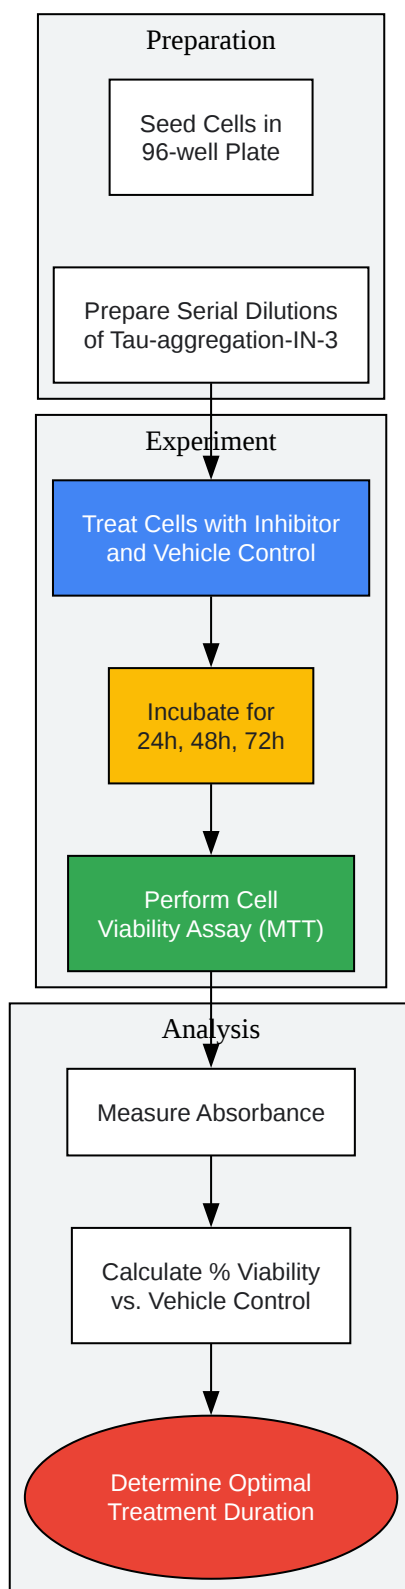 Preparation
Seed Cells in
96-well Plate
Prepare Serial Dilutions
of Tau-aggregation-IN-3
Experiment
Treat Cells with Inhibitor
and Vehicle Control
Incubate for
24h, 48h, 72h
Perform Cell
Viability Assay (MTT)
Analysis
Measure Absorbance
Calculate % Viability
vs. Vehicle Control
Determine Optimal
Treatment Duration